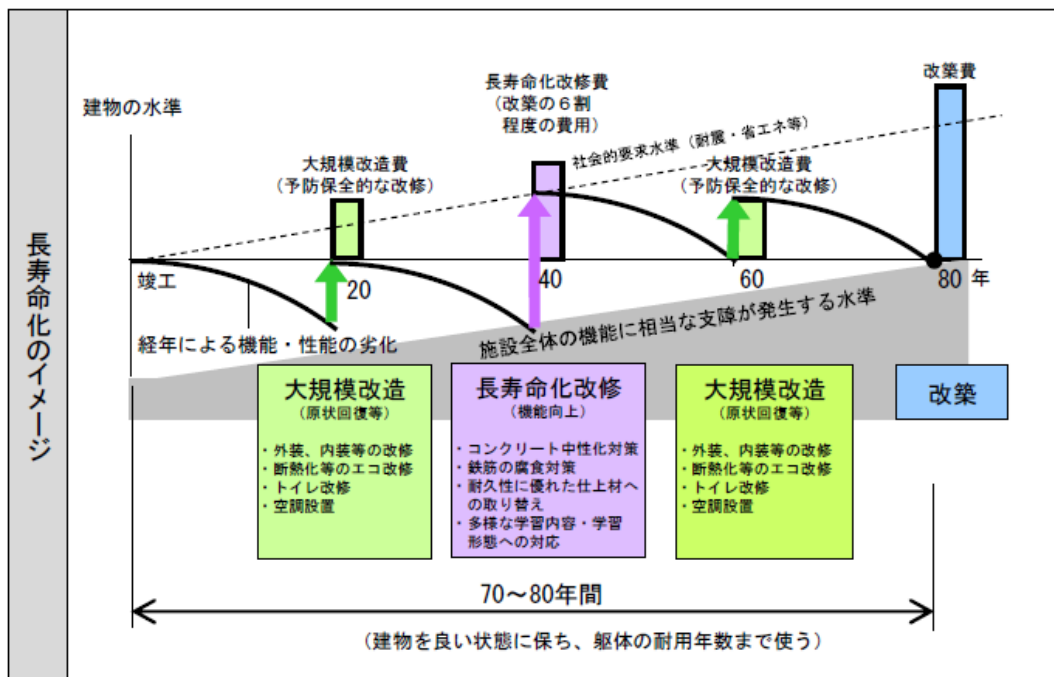 長寿命化のイメージ
建物の水準
長寿命化改修費
（改築の６割
程度の費用）
改築費
社会的要求水準（耐震・省エネ等）
大規模改造費
（予防保全的な改修）
大規模改造費
（予防保全的な改修）
竣工
20
40
60
80 年
経年による機能・性能の劣化
施設全体の機能に相当な支障が発生する水準
大規模改造
（原状回復等）
・外装、内装等の改修
・断熱化等のエコ改修
・トイレ改修
・空調設置
長寿命化改修
（機能向上）
・コンクリート中性化対策
・鉄筋の腐食対策
・耐久性に優れた仕上材へ
の取り替え
・多様な学習内容・学習
形態への対応
大規模改造
（原状回復等）
・外装、内装等の改修
・断熱化等のエコ改修
・トイレ改修
・空調設置
改築
70～80年間
（建物を良い状態に保ち、躯体の耐用年数まで使う）